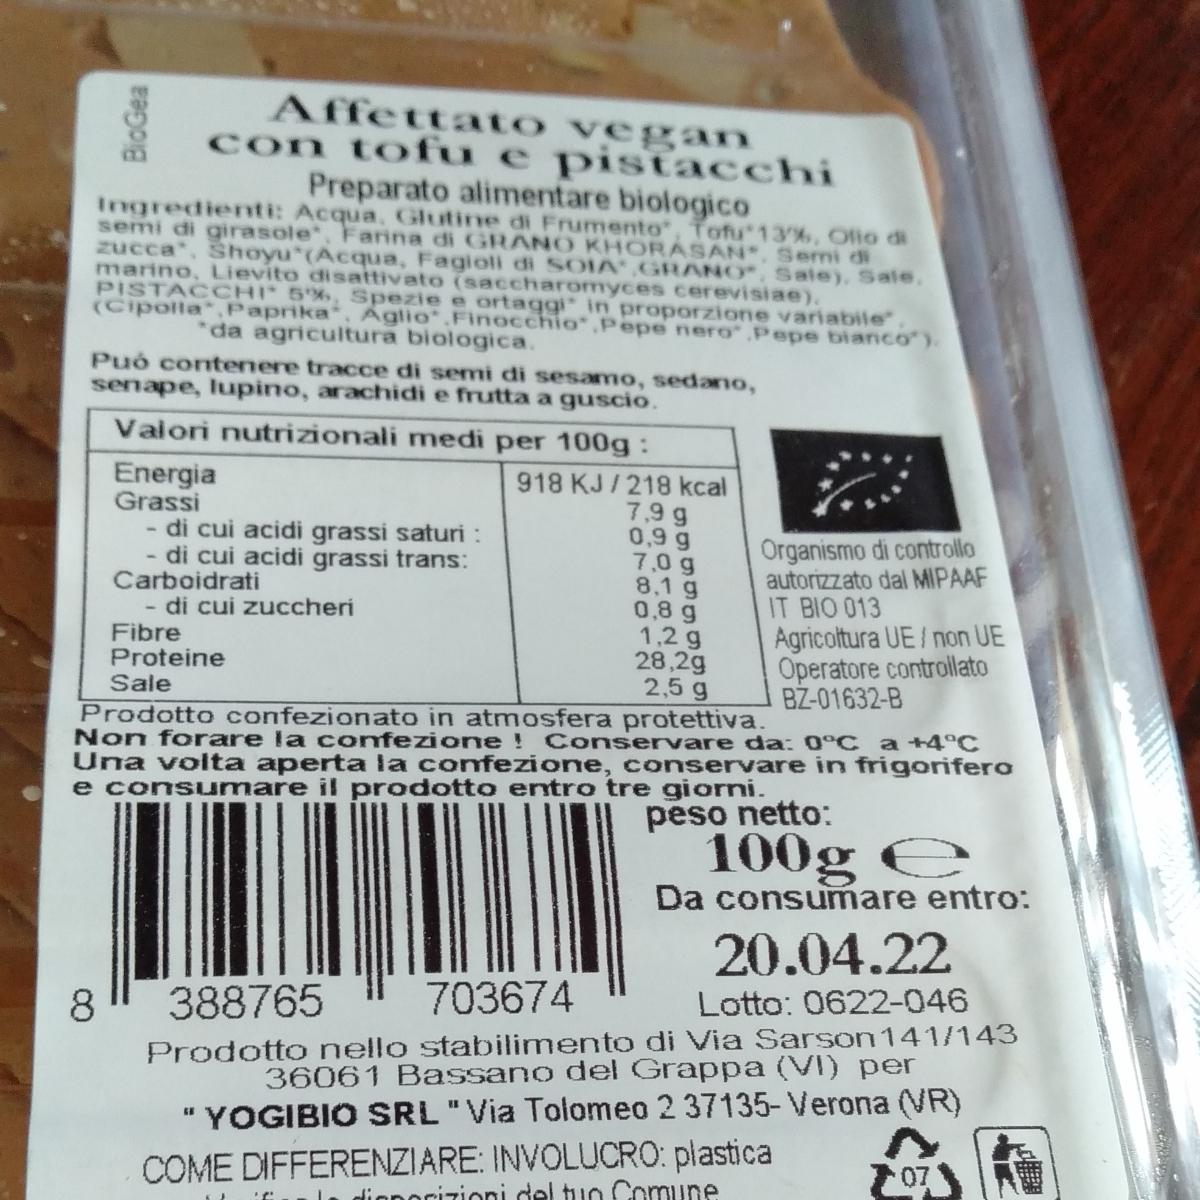 BioGea
Affettato vegan
con tofu e pistacchi
Preparato alimentare biologico
Ingredienti: Acqua, Glutine di Frumento*, Tofu*13%, Olio di
semi di girasole*, Farina di GRANO KHORASAN*, Semi di
zucca*, Shoyu*(Acqua, Fagioli di SOIA*,GRANO*, Sale), Sale,
marino, Lievito disattivato (saccharomyces cerevisiae),
PISTACCHI* 5%, Spezie e ortaggi* in proporzione variabile*,
(Cipolla*,Paprika*, Aglio*,Finocchio*,Pepe nero*,Pepe bianco*).
*da agricultura biologica.
Puó contenere tracce di semi di sesamo, sedano,
senape, lupino, arachidi e frutta a guscio.
Valori nutrizionali medi per 100g :
Energia 918 KJ / 218 kcal
Grassi 7,9 g
- di cui acidi grassi saturi : 0,9 g
- di cui acidi grassi trans: 7,0 g
Carboidrati 8,1 g
- di cui zuccheri 0,8 g
Fibre 1,2 g
Proteine 28,2g
Sale 2,5 g
Organismo di controllo
autorizzato dal MIPAAF
IT BIO 013
Agricoltura UE / non UE
Operatore controllato
BZ-01632-B
Prodotto confezionato in atmosfera protettiva.
Non forare la confezione ! Conservare da: 0°C a +4°C
Una volta aperta la confezione, conservare in frigorifero
e consumare il prodotto entro tre giorni.
peso netto:
100g e
Da consumare entro:
20.04.22
Lotto: 0622-046
8 388765 703674
Prodotto nello stabilimento di Via Sarson 141/143
36061 Bassano del Grappa (VI) per
" YOGIBIO SRL " Via Tolomeo 2 37135- Verona (VR)
COME DIFFERENZIARE: INVOLUCRO: plastica
07
le disposizioni del tuo Comune